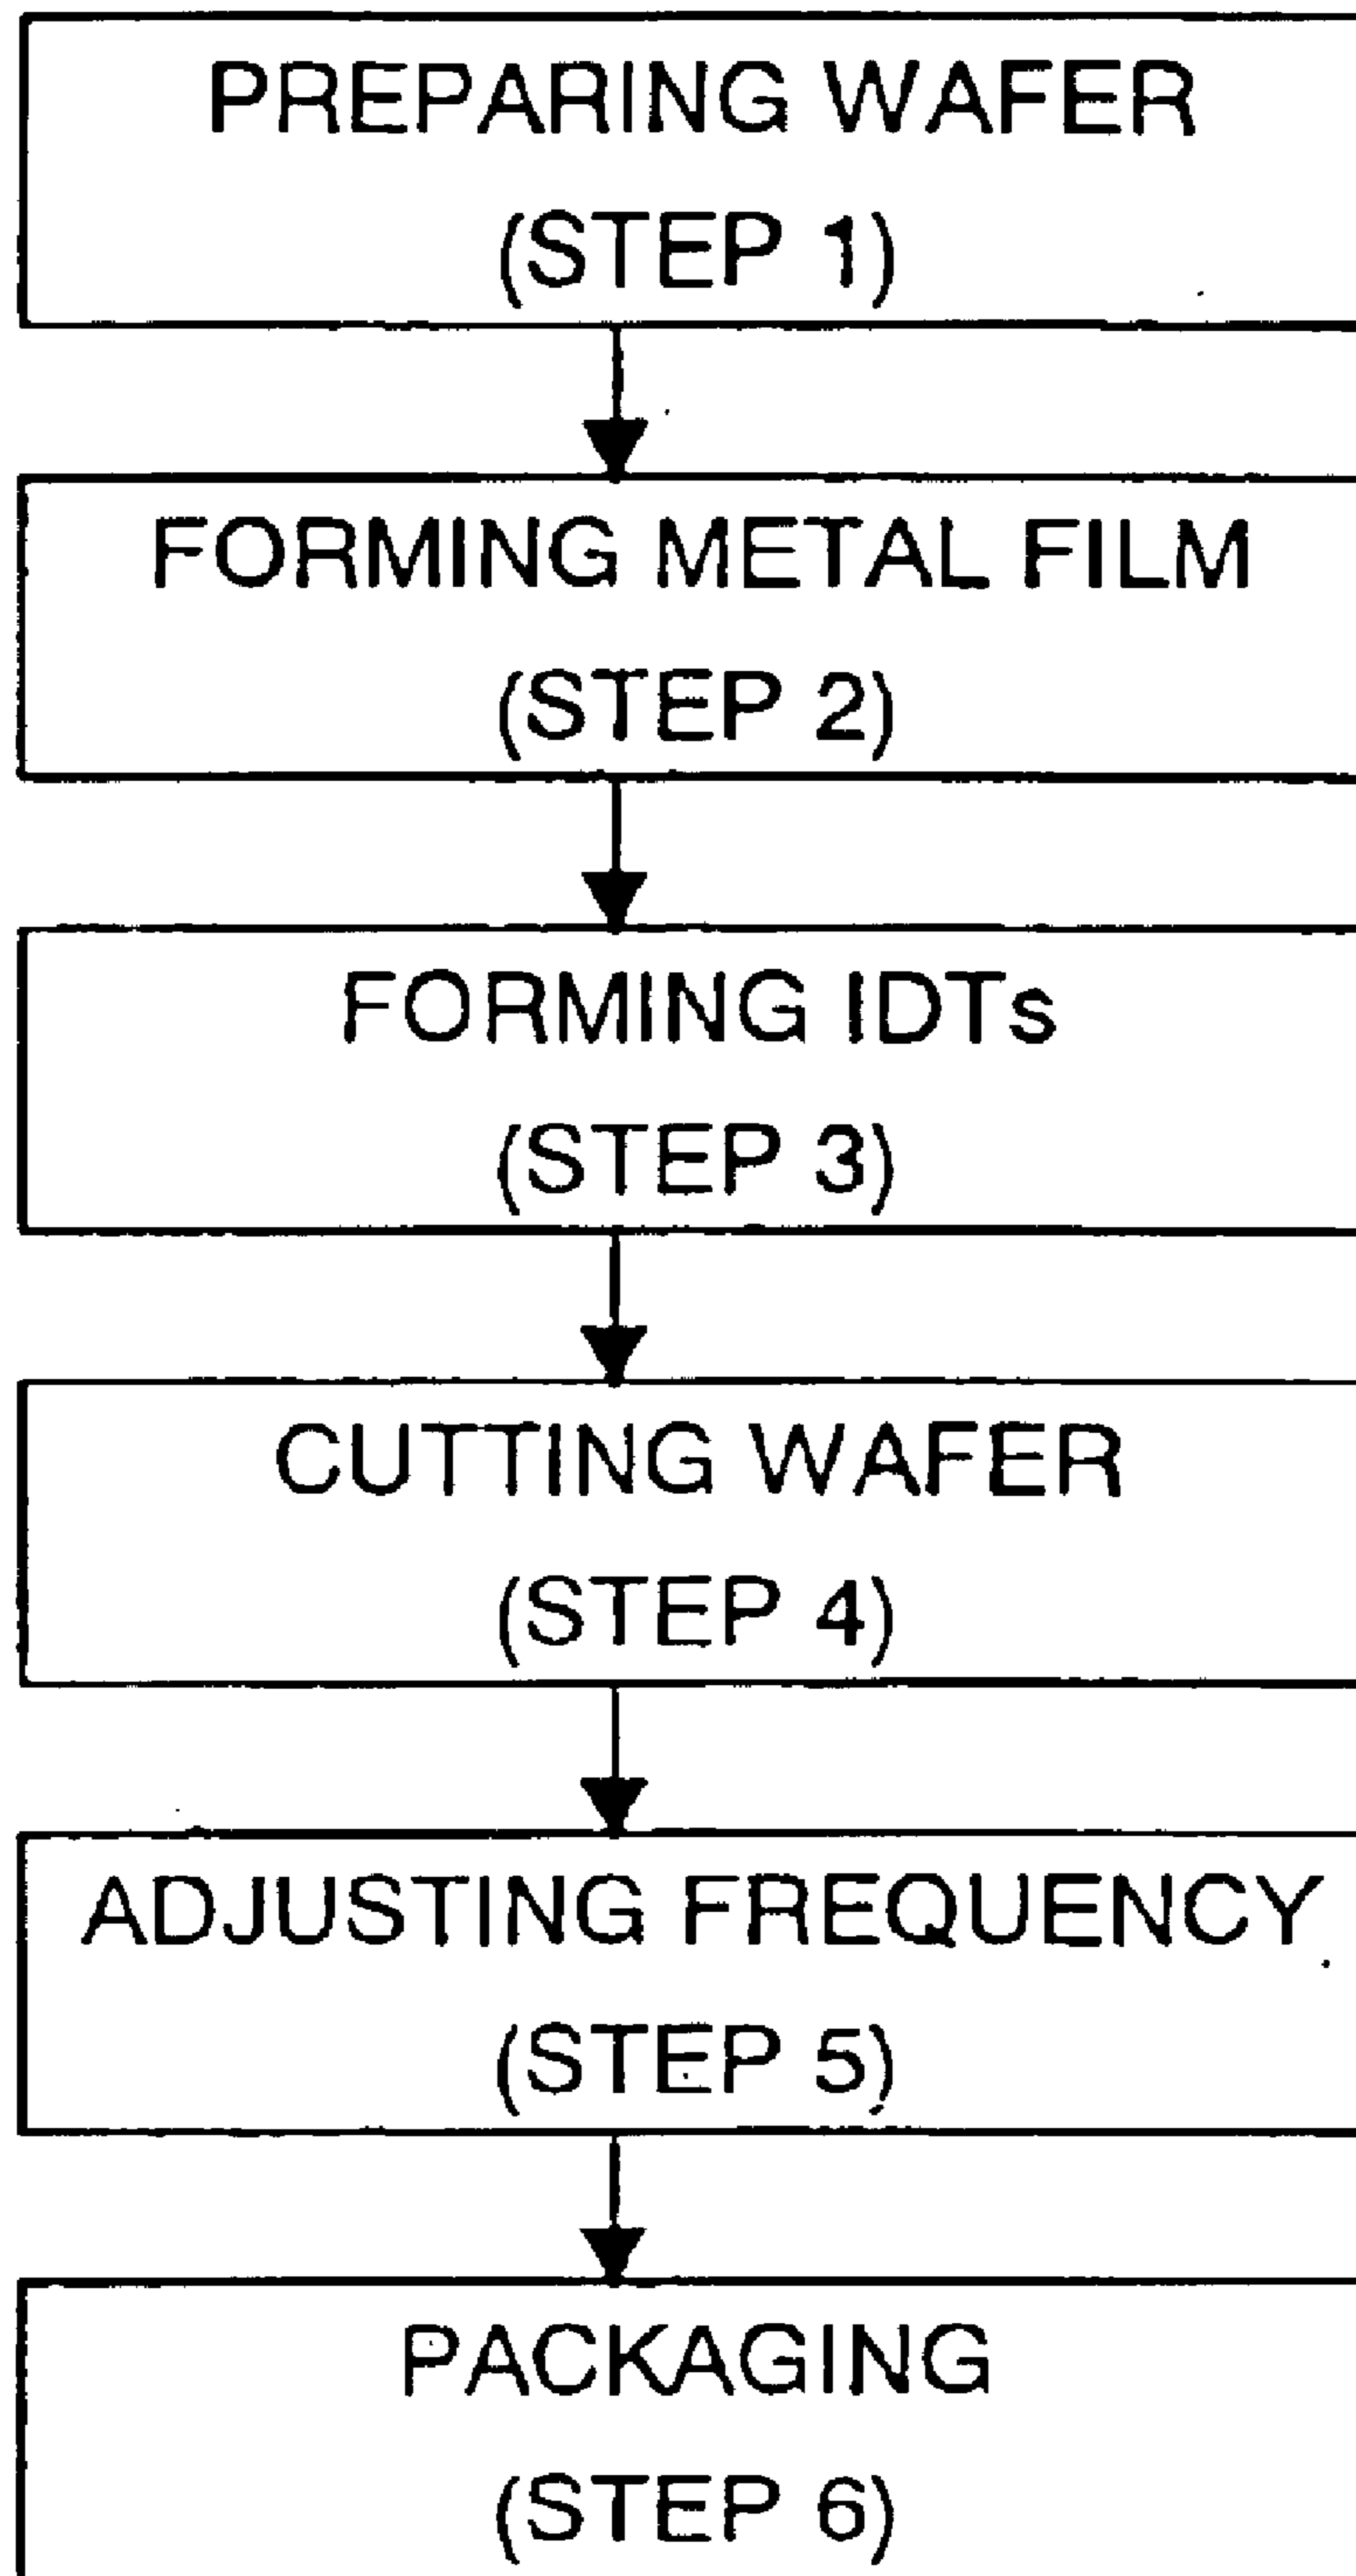 PREPARING WAFER
(STEP 1)
FORMING METAL FILM
(STEP 2)
FORMING IDTs
(STEP 3)
CUTTING WAFER
(STEP 4)
ADJUSTING FREQUENCY
(STEP 5)
PACKAGING
(STEP 6)